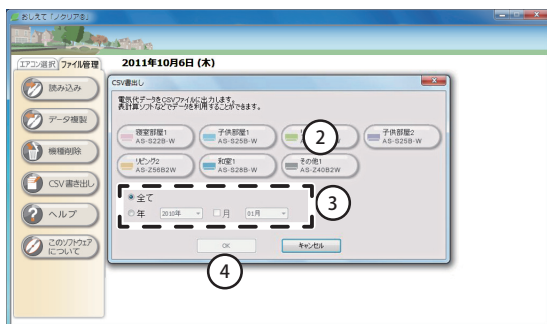 おしえて「ノクリア®」
エアコン選択 ファイル管理
2011年10月6日 (木)
読み込み
データ複製
機種削除
CSV書き出し
ヘルプ
このソフトウェア
について
CSV書出し
電気代データをCSVファイルに出力します。
表計算ソフトなどでデータを利用することができます。
寝室部屋1
AS-S22B-W
子供部屋1
AS-S25B-W
2
子供部屋2
AS-S25B-W
リビング2
AS-Z56B2W
和室1
AS-S28B-W
その他1
AS-Z40B2W
全て
年 2010年 月 01月
3
OK
キャンセル
4